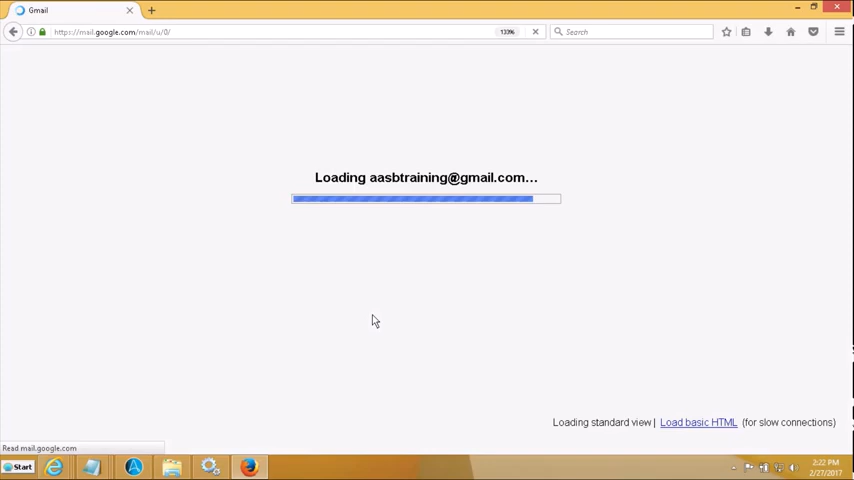 Gmail
https://mail.google.com/mail/u/0/
133%
Search
Loading aasbtraining@gmail.com...
Loading standard view | Load basic HTML (for slow connections)
Read mail.google.com
Start
2:22 PM
2/27/2017